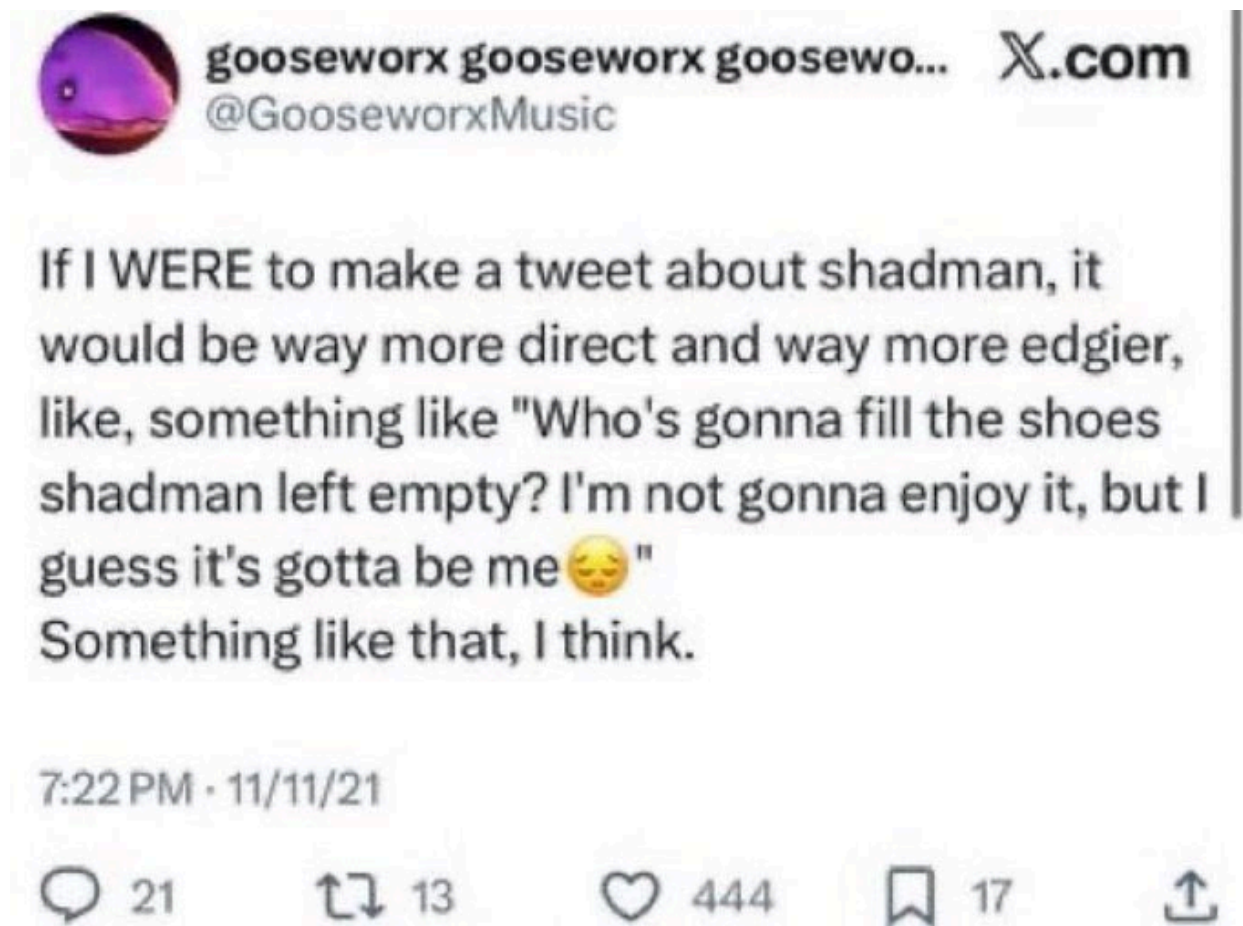 gooseworx gooseworx goosewo... X.com
@GooseworxMusic
If I WERE to make a tweet about shadman, it
would be way more direct and way more edgier,
like, something like "Who's gonna fill the shoes
shadman left empty? I'm not gonna enjoy it, but I
guess it's gotta be me😔"
Something like that, I think.
7:22 PM · 11/11/21
21 13 444 17